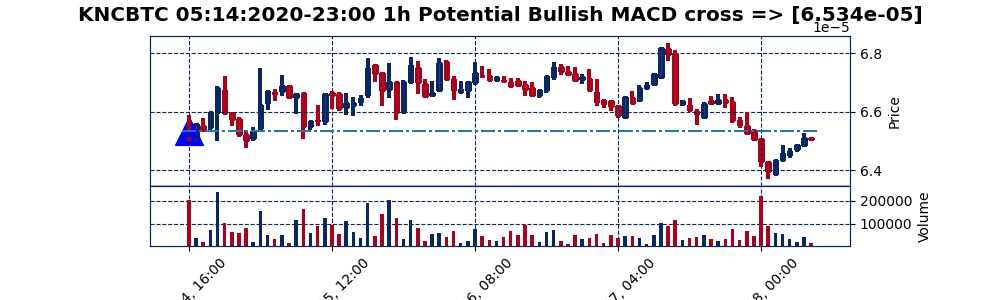 KNCBTC 05:14:2020-23:00 1h Potential Bullish MACD cross => [6.534e-05]
1e−5
6.8
6.6
6.4
Price
200000
100000
Volume
4, 16:00
5, 12:00
6, 08:00
7, 04:00
8, 00:00